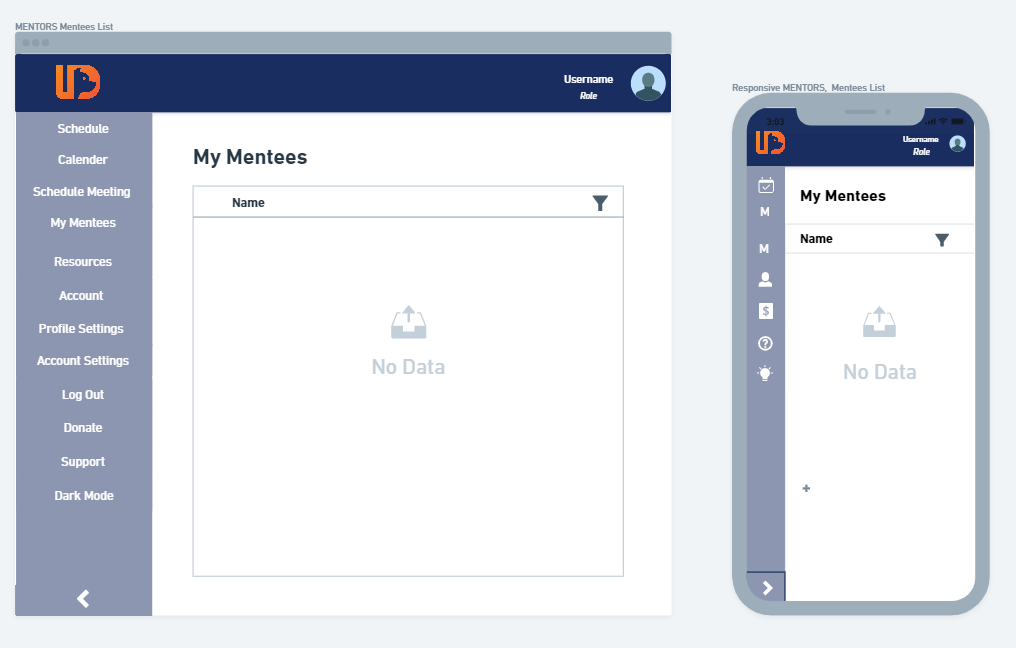 MENTORS Mentees List
UD
Username
Role
Schedule
Calender
Schedule Meeting
My Mentees
Resources
Account
Profile Settings
Account Settings
Log Out
Donate
Support
Dark Mode
My Mentees
Name
No Data
Responsive MENTORS, Mentees List
3:03
UD
Username
Role
M
M
$
?
My Mentees
Name
No Data
+